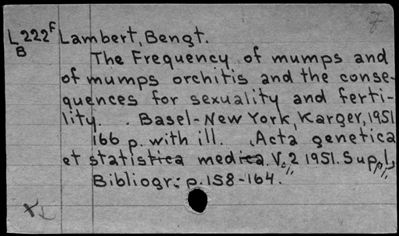 L222F Lambert, Bengt.
B
The Frequency of mumps and
of mumps orchitis and the conse-
quences for sexuality and ferti-
lity. . Basel-New York, Karger, 1951
166 p. with ill. Acta genetica
et statistica medica. V. 2 1951. Suppl.
Bibliogr.: p. 158-164.